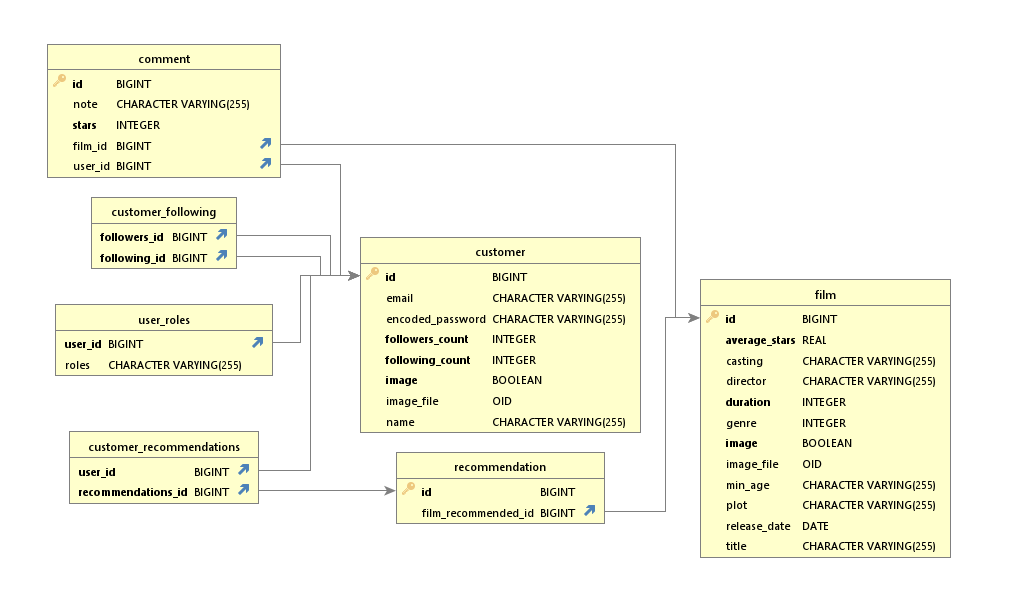 comment
id BIGINT
note CHARACTER VARYING(255)
stars INTEGER
film_id BIGINT
user_id BIGINT
customer_following
followers_id BIGINT
following_id BIGINT
user_roles
user_id BIGINT
roles CHARACTER VARYING(255)
customer_recommendations
user_id BIGINT
recommendations_id BIGINT
customer
id BIGINT
email CHARACTER VARYING(255)
encoded_password CHARACTER VARYING(255)
followers_count INTEGER
following_count INTEGER
image BOOLEAN
image_file OID
name CHARACTER VARYING(255)
recommendation
id BIGINT
film_recommended_id BIGINT
film
id BIGINT
average_stars REAL
casting CHARACTER VARYING(255)
director CHARACTER VARYING(255)
duration INTEGER
genre INTEGER
image BOOLEAN
image_file OID
min_age CHARACTER VARYING(255)
plot CHARACTER VARYING(255)
release_date DATE
title CHARACTER VARYING(255)